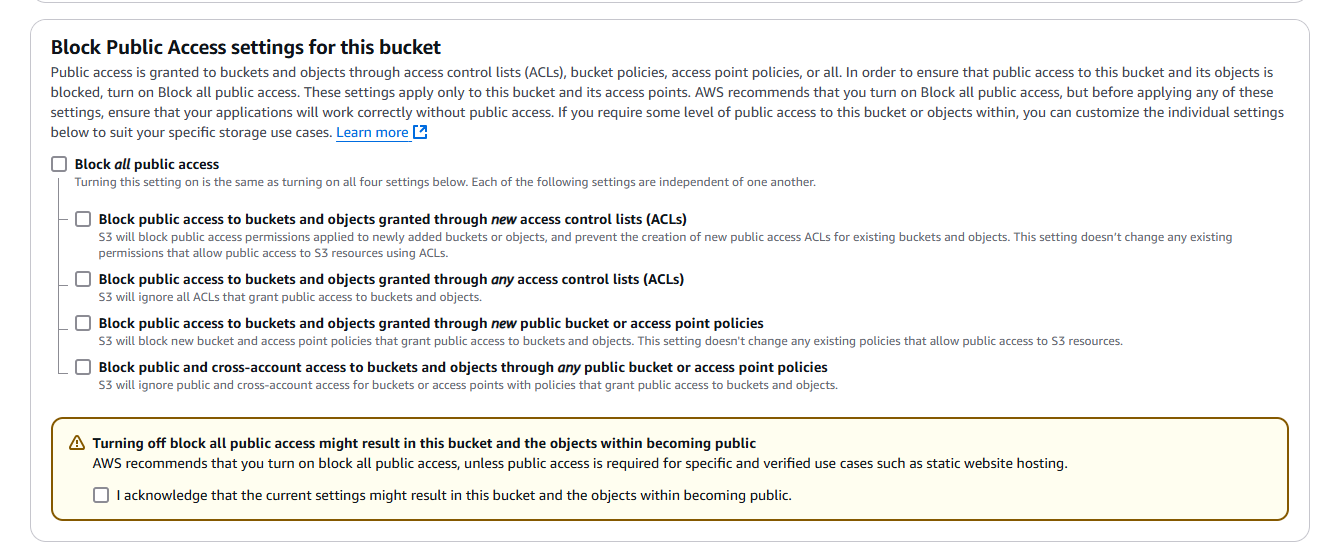 Block Public Access settings for this bucket
Public access is granted to buckets and objects through access control lists (ACLs), bucket policies, access point policies, or all. In order to ensure that public access to this bucket and its objects is
blocked, turn on Block all public access. These settings apply only to this bucket and its access points. AWS recommends that you turn on Block all public access, but before applying any of these
settings, ensure that your applications will work correctly without public access. If you require some level of public access to this bucket or objects within, you can customize the individual settings
below to suit your specific storage use cases. Learn more
Block all public access
Turning this setting on is the same as turning on all four settings below. Each of the following settings are independent of one another.
Block public access to buckets and objects granted through new access control lists (ACLs)
S3 will block public access permissions applied to newly added buckets or objects, and prevent the creation of new public access ACLs for existing buckets and objects. This setting doesn't change any existing
permissions that allow public access to S3 resources using ACLs.
Block public access to buckets and objects granted through any access control lists (ACLs)
S3 will ignore all ACLs that grant public access to buckets and objects.
Block public access to buckets and objects granted through new public bucket or access point policies
S3 will block new bucket and access point policies that grant public access to buckets and objects. This setting doesn't change any existing policies that allow public access to S3 resources.
Block public and cross-account access to buckets and objects through any public bucket or access point policies
S3 will ignore public and cross-account access for buckets or access points with policies that grant public access to buckets and objects.
Turning off block all public access might result in this bucket and the objects within becoming public
AWS recommends that you turn on block all public access, unless public access is required for specific and verified use cases such as static website hosting.
I acknowledge that the current settings might result in this bucket and the objects within becoming public.